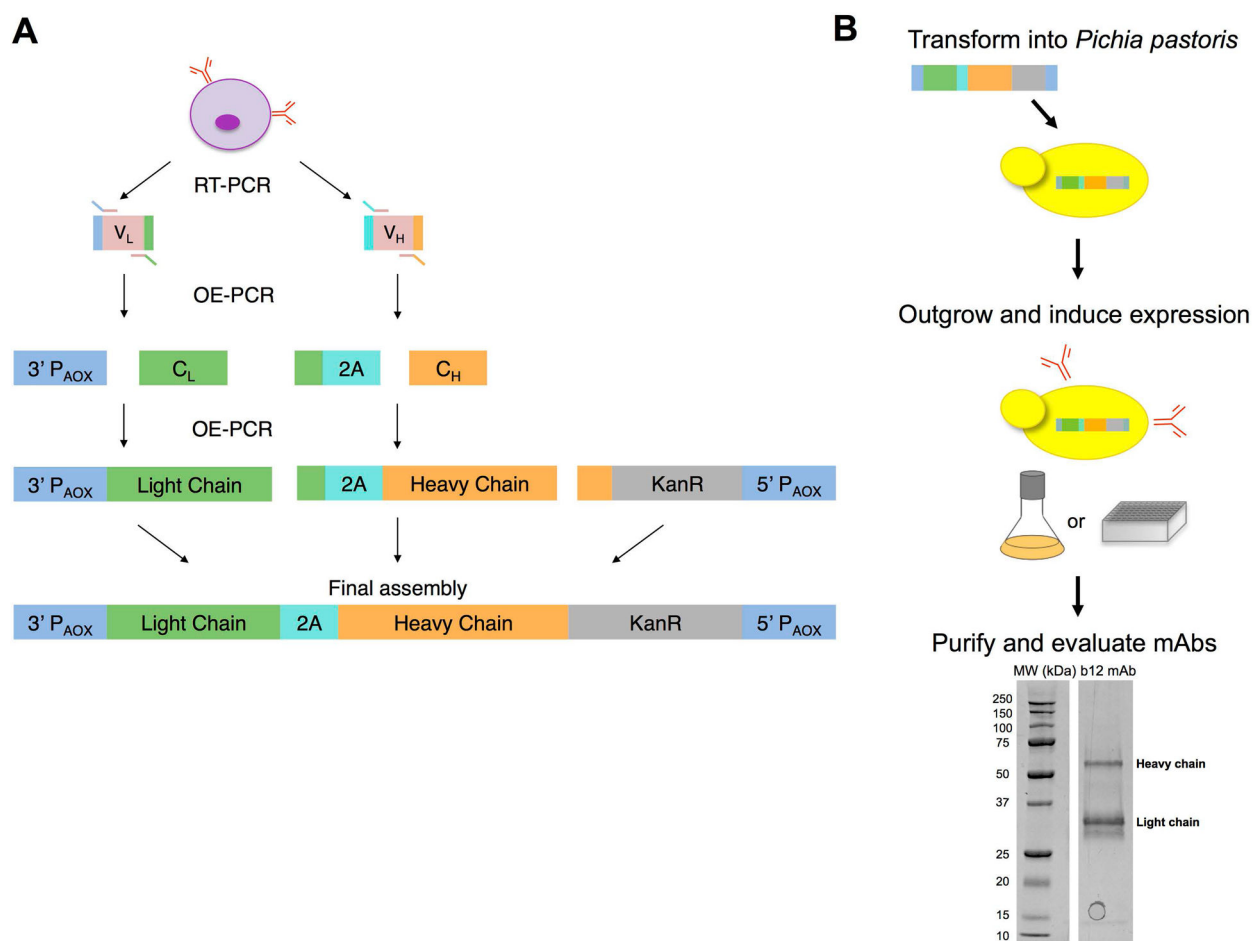 A
RT-PCR
VL
VH
OE-PCR
3' PAOX
CL
2A
CH
OE-PCR
3' PAOX
Light Chain
2A
Heavy Chain
KanR
5' PAOX
Final assembly
3' PAOX
Light Chain
2A
Heavy Chain
KanR
5' PAOX
B
Transform into Pichia pastoris
Outgrow and induce expression
or
Purify and evaluate mAbs
MW (kDa) b12 mAb
250
150
100
75
Heavy chain
50
37
Light chain
25
20
15
10